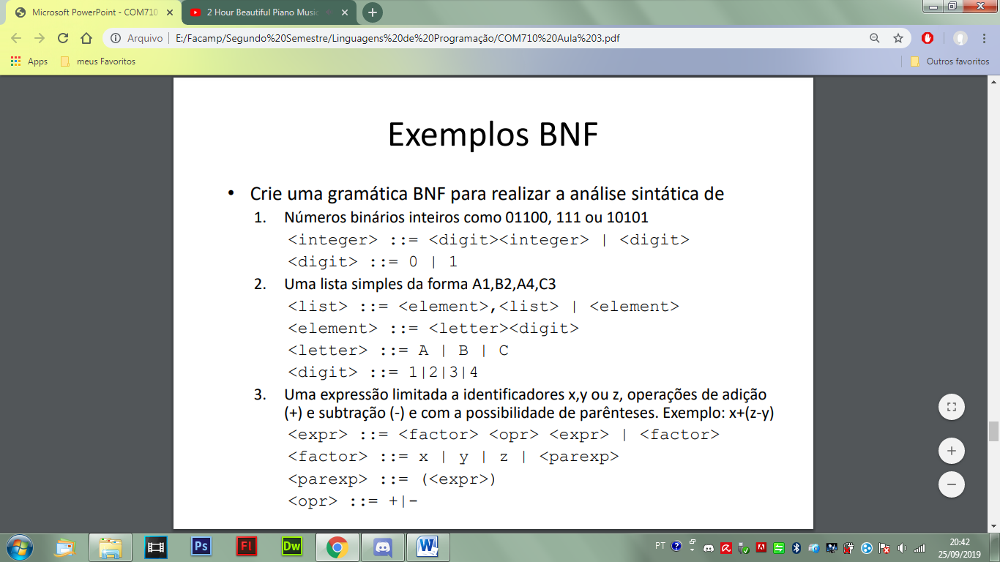 Microsoft PowerPoint - COM710
2 Hour Beautiful Piano Music
Arquivo | E:/Facamp/Segundo%20Semestre/Linguagens%20de%20Programação/COM710%20Aula%203.pdf
Apps meus Favoritos Outros favoritos
Exemplos BNF
• Crie uma gramática BNF para realizar a análise sintática de
1. Números binários inteiros como 01100, 111 ou 10101
<integer> ::= <digit><integer> | <digit>
<digit> ::= 0 | 1
2. Uma lista simples da forma A1,B2,A4,C3
<list> ::= <element>,<list> | <element>
<element> ::= <letter><digit>
<letter> ::= A | B | C
<digit> ::= 1|2|3|4
3. Uma expressão limitada a identificadores x,y ou z, operações de adição
(+) e subtração (-) e com a possibilidade de parênteses. Exemplo: x+(z-y)
<expr> ::= <factor> <opr> <expr> | <factor>
<factor> ::= x | y | z | <parexp>
<parexp> ::= (<expr>)
<opr> ::= +|-
Ps Fl Dw W
PT
20:42
25/09/2019